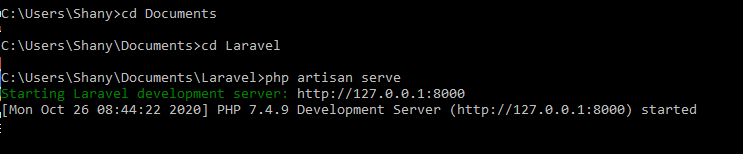 C:\Users\Shany>cd Documents
C:\Users\Shany\Documents>cd Laravel
C:\Users\Shany\Documents\Laravel>php artisan serve
Starting Laravel development server: http://127.0.0.1:8000
[Mon Oct 26 08:44:22 2020] PHP 7.4.9 Development Server (http://127.0.0.1:8000) started